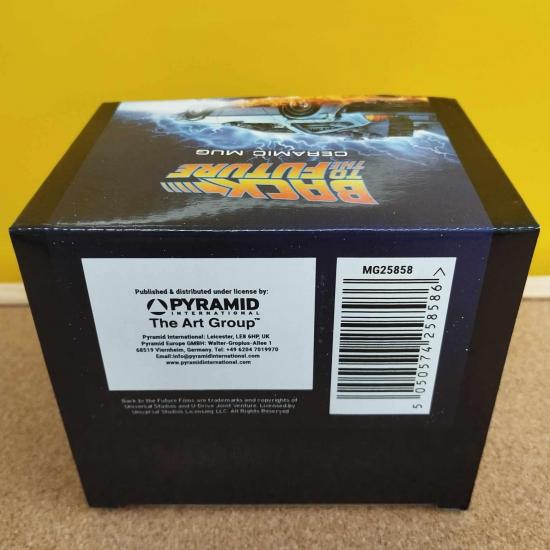 BACK
TO THE
FUTURE
CERAMIC MUG
Published & distributed under license by:
PYRAMID
INTERNATIONAL
The Art Group™
Pyramid International: Leicester, LE8 6HP, UK
Pyramid Europe GMBH: Walter-Gropius-Allee 1
68519 Viernheim, Germany. Tel: +49 6204 7819970
Email:info@pyramidinternational.com
www.pyramidinternational.com
Back to the Future Films are trademarks and copyrights of
Universal Studios and U-Drive Joint Venture. Licensed by
Universal Studios Licensing LLC. All Rights Reserved
MG25858
5 050574 258586 >